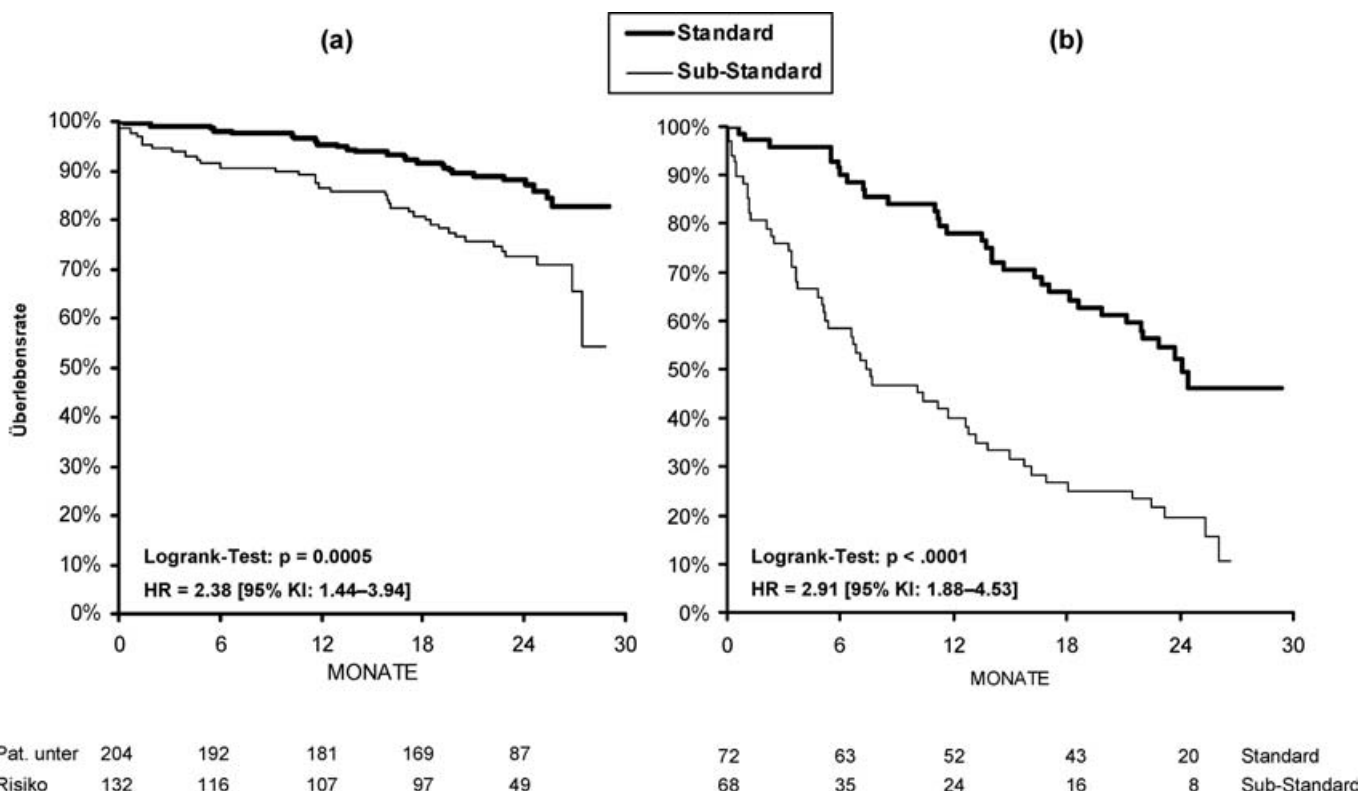 (a)
Standard
Sub-Standard
(b)
Überlebensrate
100%
90%
80%
70%
60%
50%
40%
30%
20%
10%
0%
Logrank-Test: p = 0.0005
HR = 2.38 [95% KI: 1.44–3.94]
0 6 12 18 24 30
MONATE
100%
90%
80%
70%
60%
50%
40%
30%
20%
10%
0%
Logrank-Test: p < .0001
HR = 2.91 [95% KI: 1.88–4.53]
0 6 12 18 24 30
MONATE
Pat. unter 204 192 181 169 87 72 63 52 43 20 Standard
Risiko 132 116 107 97 49 68 35 24 16 8 Sub-Standard